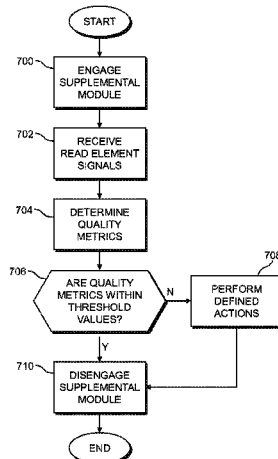 START
700
ENGAGE
SUPPLEMENTAL
MODULE
702
RECEIVE
READ ELEMENT
SIGNALS
704
DETERMINE
QUALITY
METRICS
706
ARE QUALITY
METRICS WITHIN
THRESHOLD
VALUES?
N
708
PERFORM
DEFINED
ACTIONS
Y
710
DISENGAGE
SUPPLEMENTAL
MODULE
END